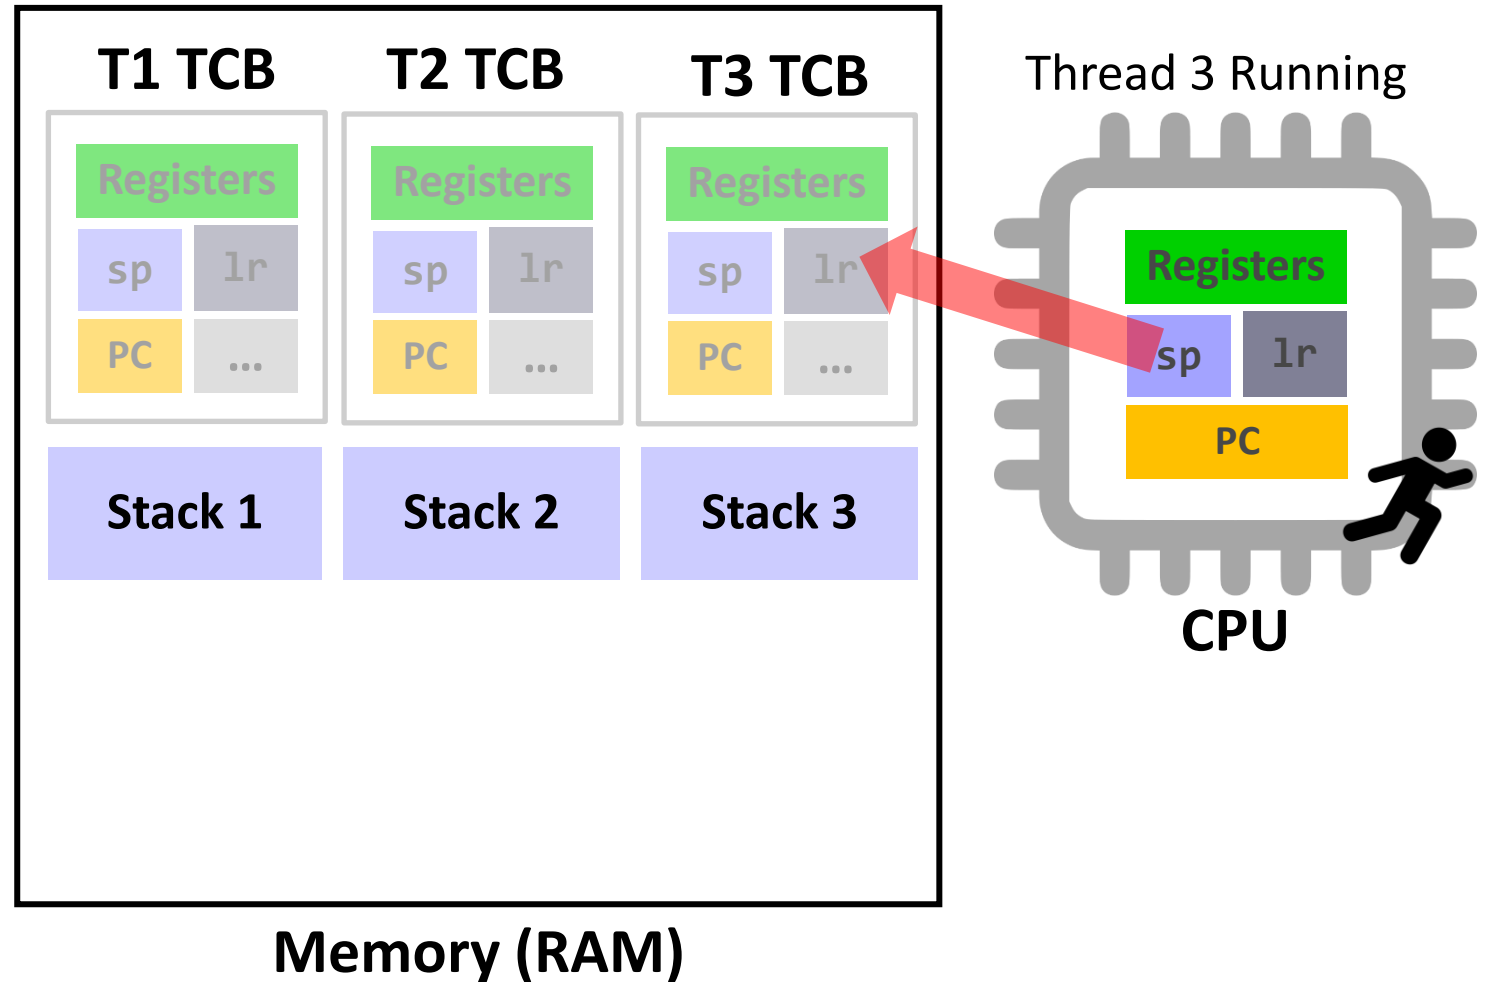 T1 TCB
T2 TCB
T3 TCB
Thread 3 Running
Registers
sp
lr
PC
...
Registers
sp
lr
PC
...
Registers
sp
lr
PC
...
Registers
sp
lr
PC
Stack 1
Stack 2
Stack 3
CPU
Memory (RAM)